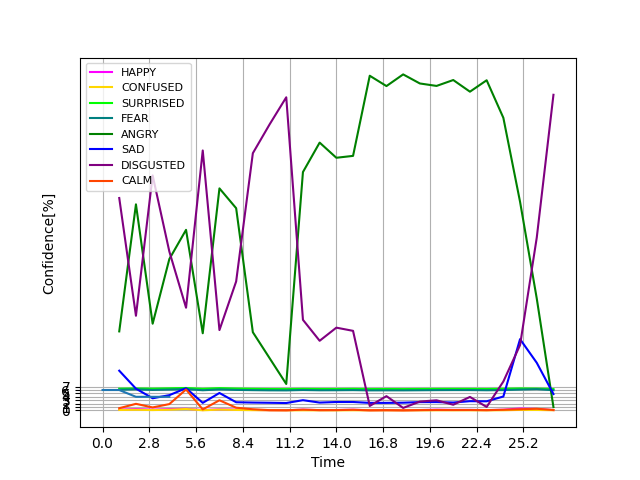 HAPPY
CONFUSED
SURPRISED
FEAR
ANGRY
SAD
DISGUSTED
CALM
Confidence[%]
0.0 2.8 5.6 8.4 11.2 14.0 16.8 19.6 22.4 25.2
Time